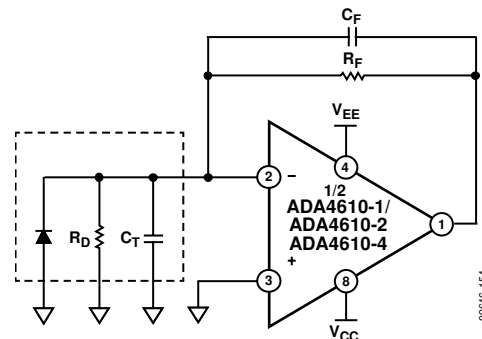 CF
RF
VEE
4
2
−
1/2
ADA4610-1/
ADA4610-2
ADA4610-4
1
RD
CT
+
3
8
VCC